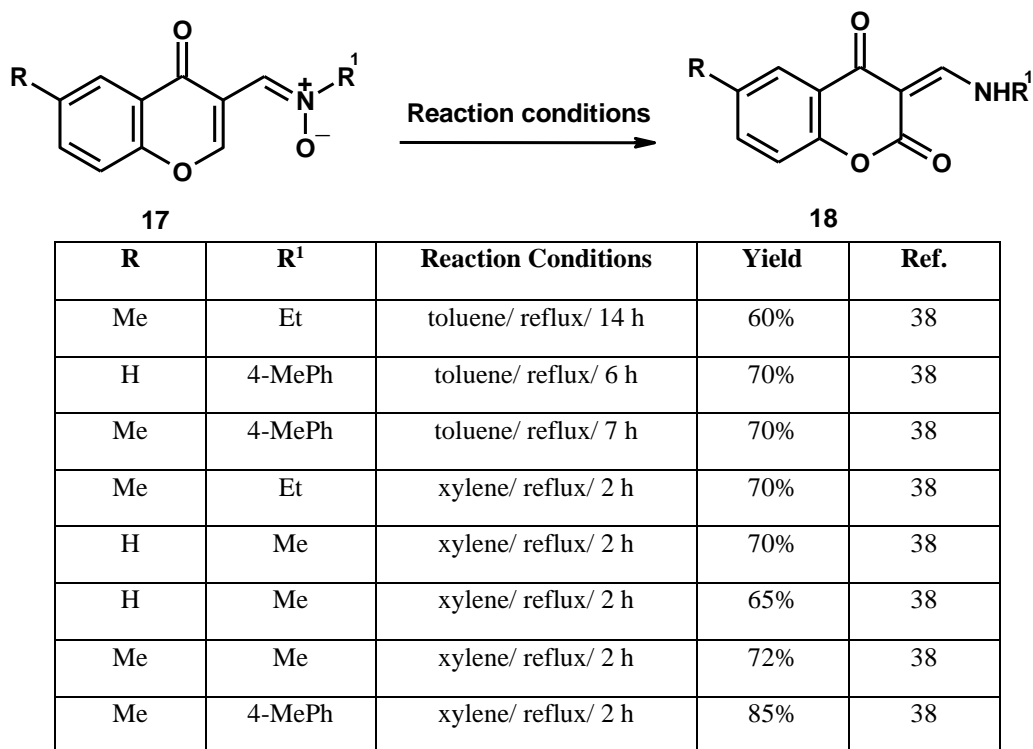 O
R
N
+
R¹
O
−
O
Reaction conditions
O
R
NHR¹
O
O
17
18
R R¹ Reaction Conditions Yield Ref.
Me Et toluene/ reflux/ 14 h 60% 38
H 4-MePh toluene/ reflux/ 6 h 70% 38
Me 4-MePh toluene/ reflux/ 7 h 70% 38
Me Et xylene/ reflux/ 2 h 70% 38
H Me xylene/ reflux/ 2 h 70% 38
H Me xylene/ reflux/ 2 h 65% 38
Me Me xylene/ reflux/ 2 h 72% 38
Me 4-MePh xylene/ reflux/ 2 h 85% 38